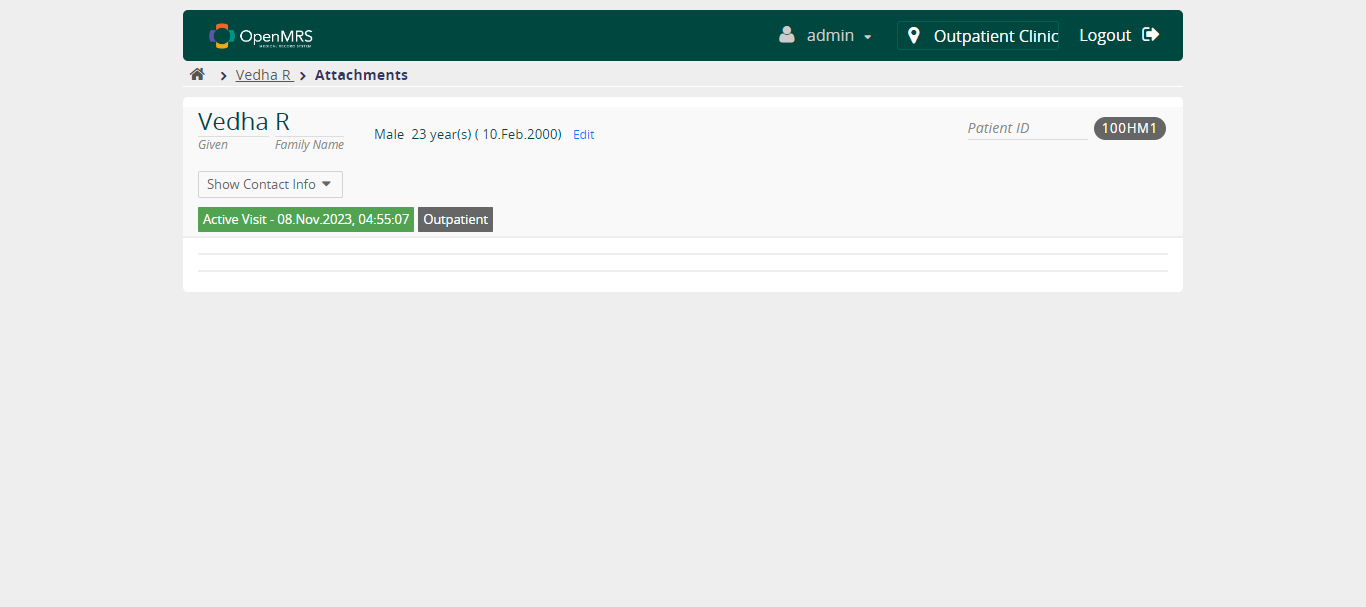 OpenMRS
MEDICAL RECORD SYSTEM
admin
Outpatient Clinic
Logout
Vedha R
Attachments
Vedha R
Given Family Name
Male 23 year(s) ( 10.Feb.2000) Edit
Patient ID 100HM1
Show Contact Info
Active Visit - 08.Nov.2023, 04:55:07 Outpatient